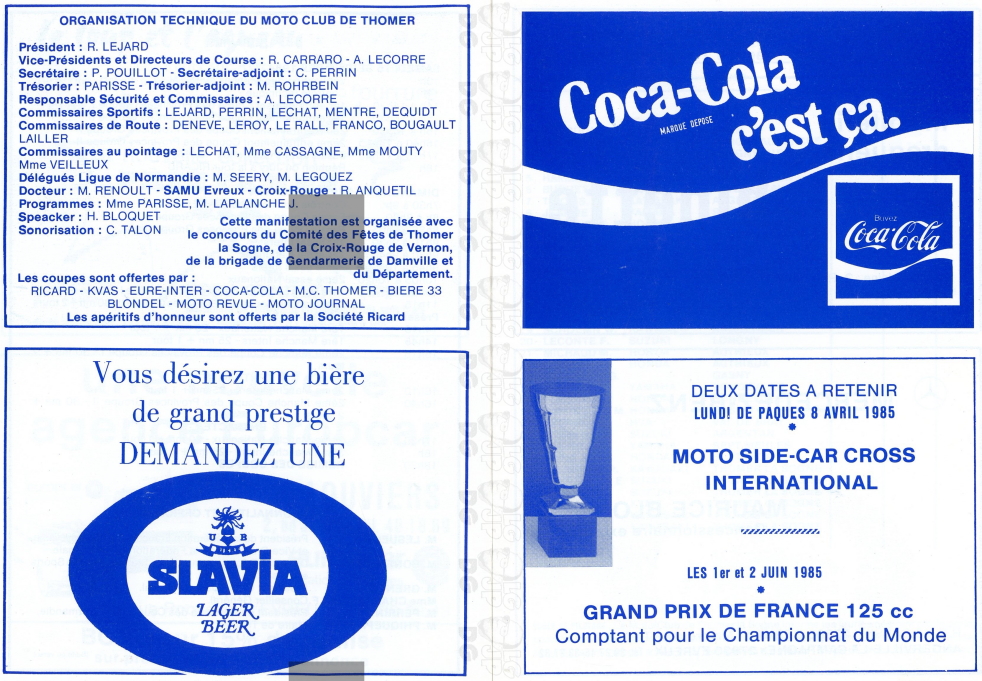 ORGANISATION TECHNIQUE DU MOTO CLUB DE THOMER
Président : R. LEJARD
Vice-Présidents et Directeurs de Course : R. CARRARO - A. LECORRE
Secrétaire : P. POUILLOT - Secrétaire-adjoint : C. PERRIN
Trésorier : PARISSE - Trésorier-adjoint : M. ROHRBEIN
Responsable Sécurité et Commissaires : A. LECORRE
Commissaires Sportifs : LEJARD, PERRIN, LECHAT, MENTRE, DEQUIDT
Commissaires de Route : DENEVE, LEROY, LE RALL, FRANCO, BOUGAULT
LAILLER
Commissaires au pointage : LECHAT, Mme CASSAGNE, Mme MOUTY
Mme VEILLEUX
Délégués Ligue de Normandie : M. SEERY, M. LEGOUEZ
Docteur : M. RENOULT - SAMU Evreux - Croix-Rouge : R. ANQUETIL
Programmes : Mme PARISSE, M. LAPLANCHE J.
Speacker : H. BLOQUET
Sonorisation : C. TALON
Cette manifestation est organisée avec
le concours du Comité des Fêtes de Thomer
la Sogne, de la Croix-Rouge de Vernon,
de la brigade de Gendarmerie de Damville et
du Département.
Les coupes sont offertes par :
RICARD - KVAS - EURE-INTER - COCA-COLA - M.C. THOMER - BIERE 33
BLONDEL - MOTO REVUE - MOTO JOURNAL
Les apéritifs d'honneur sont offerts par la Société Ricard
Coca-Cola
MARQUE DEPOSE
c'est ça.
Buvez
Coca-Cola
Vous désirez une bière
de grand prestige
DEMANDEZ UNE
U B
SLAVIA
LAGER
BEER
DEUX DATES A RETENIR
LUNDI DE PAQUES 8 AVRIL 1985
MOTO SIDE-CAR CROSS
INTERNATIONAL
LES 1er et 2 JUIN 1985
GRAND PRIX DE FRANCE 125 cc
Comptant pour le Championnat du Monde